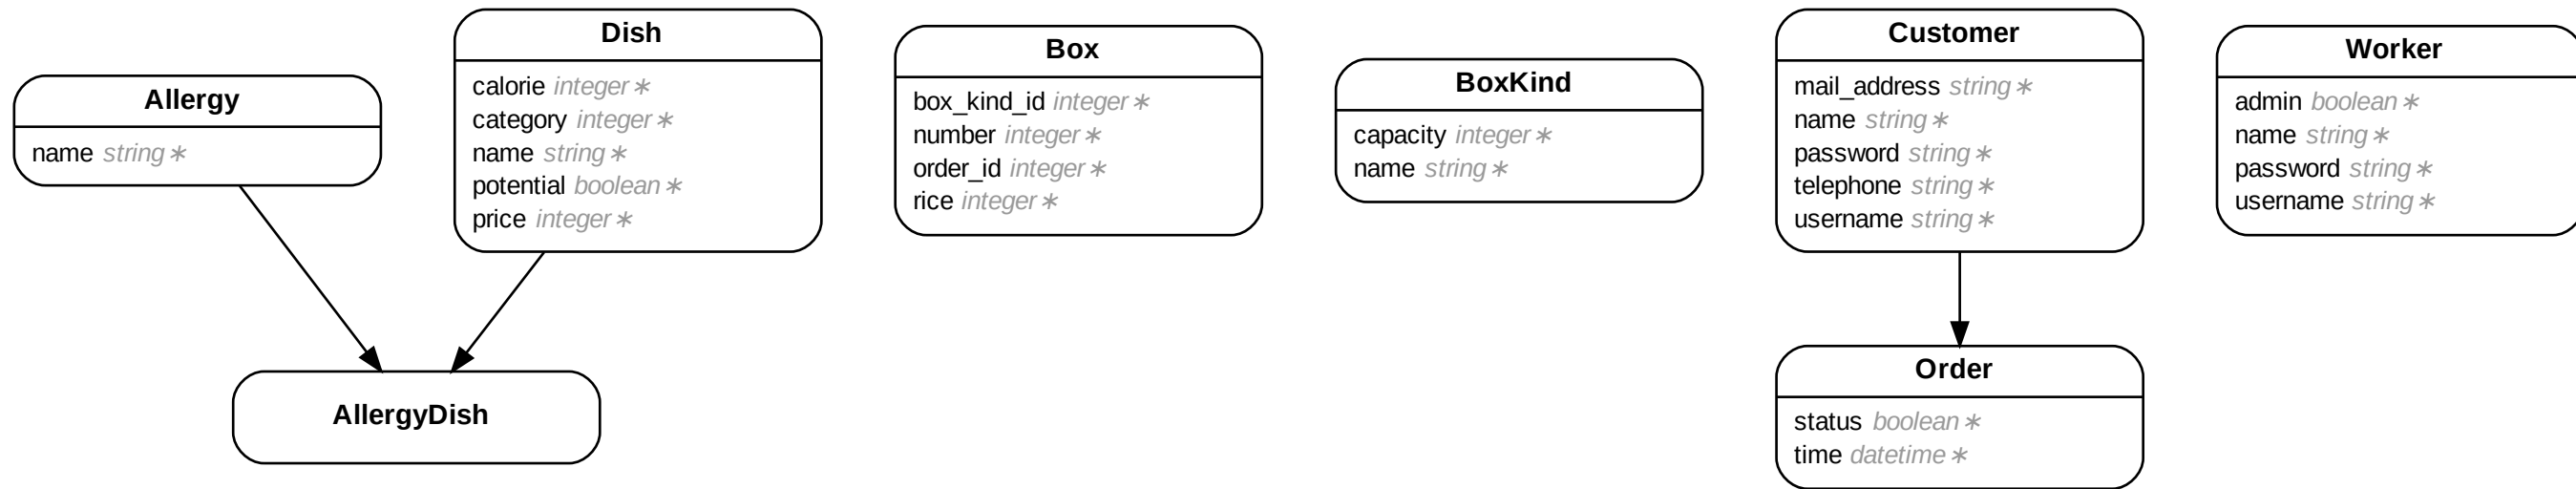 Allergy
name string *
Dish
calorie integer *
category integer *
name string *
potential boolean *
price integer *
Box
box_kind_id integer *
number integer *
order_id integer *
rice integer *
BoxKind
capacity integer *
name string *
Customer
mail_address string *
name string *
password string *
telephone string *
username string *
Worker
admin boolean *
name string *
password string *
username string *
AllergyDish
Order
status boolean *
time datetime *